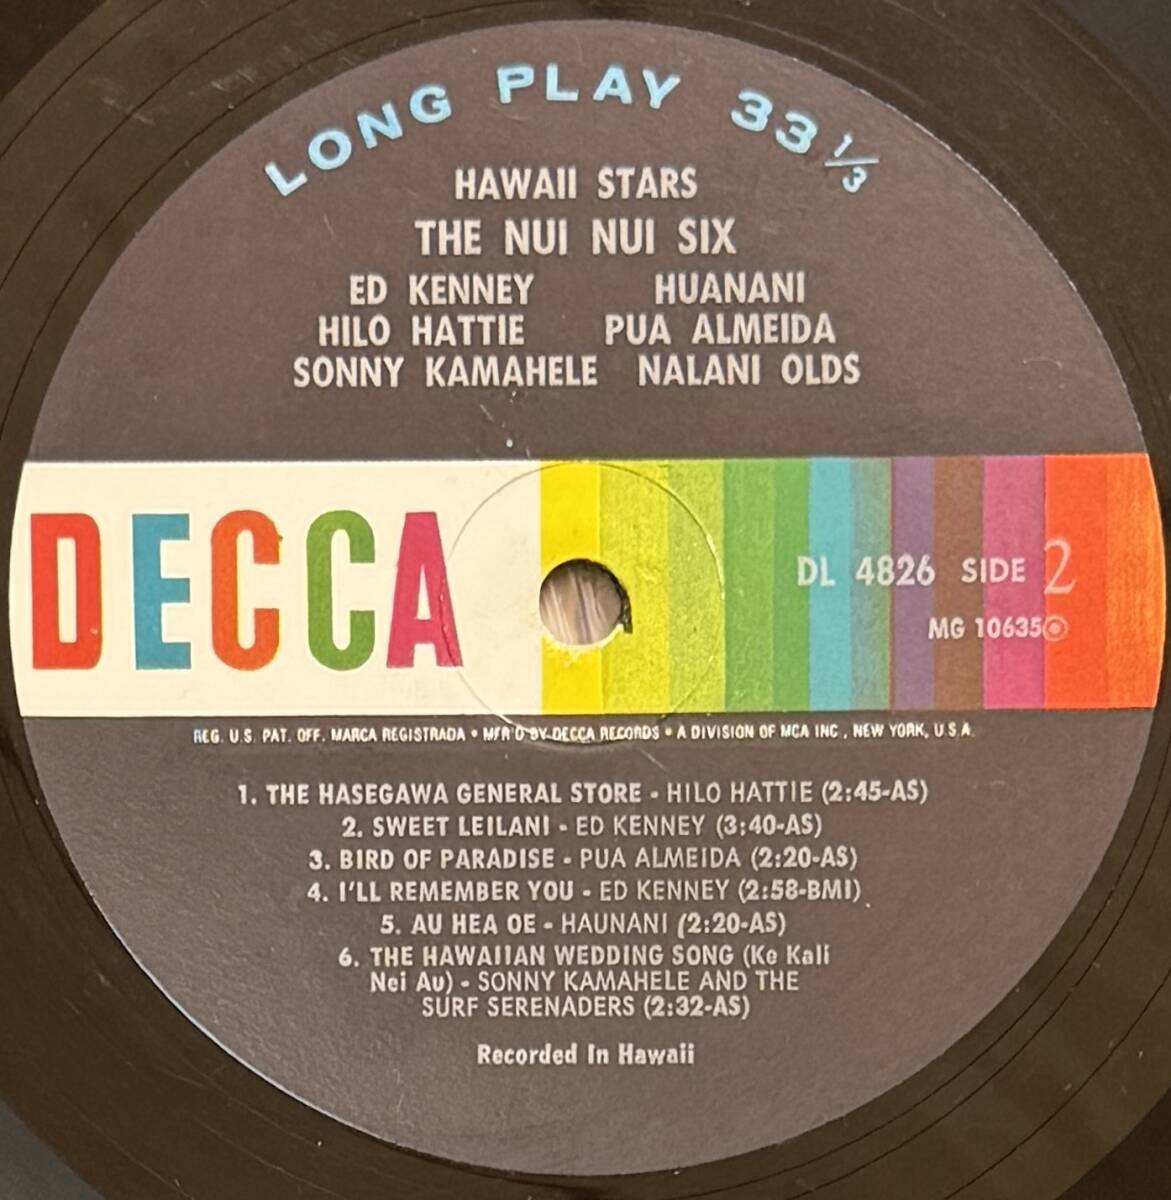 LONG PLAY 33 1/3
HAWAII STARS
THE NUI NUI SIX
ED KENNEY HUANANI
HILO HATTIE PUA ALMEIDA
SONNY KAMAHELE NALANI OLDS
DECCA
DL 4826 SIDE 2
MG 10635
REG. U.S. PAT. OFF. MARCA REGISTRADA • MFR'D BY DECCA RECORDS • A DIVISION OF MCA INC., NEW YORK, U.S.A.
1. THE HASEGAWA GENERAL STORE - HILO HATTIE (2:45-AS)
2. SWEET LEILANI - ED KENNEY (3:40-AS)
3. BIRD OF PARADISE - PUA ALMEIDA (2:20-AS)
4. I'LL REMEMBER YOU - ED KENNEY (2:58-BMI)
5. AU HEA OE - HAUNANI (2:20-AS)
6. THE HAWAIIAN WEDDING SONG (Ke Kali
Nei Au) - SONNY KAMAHELE AND THE
SURF SERENADERS (2:32-AS)
Recorded In Hawaii